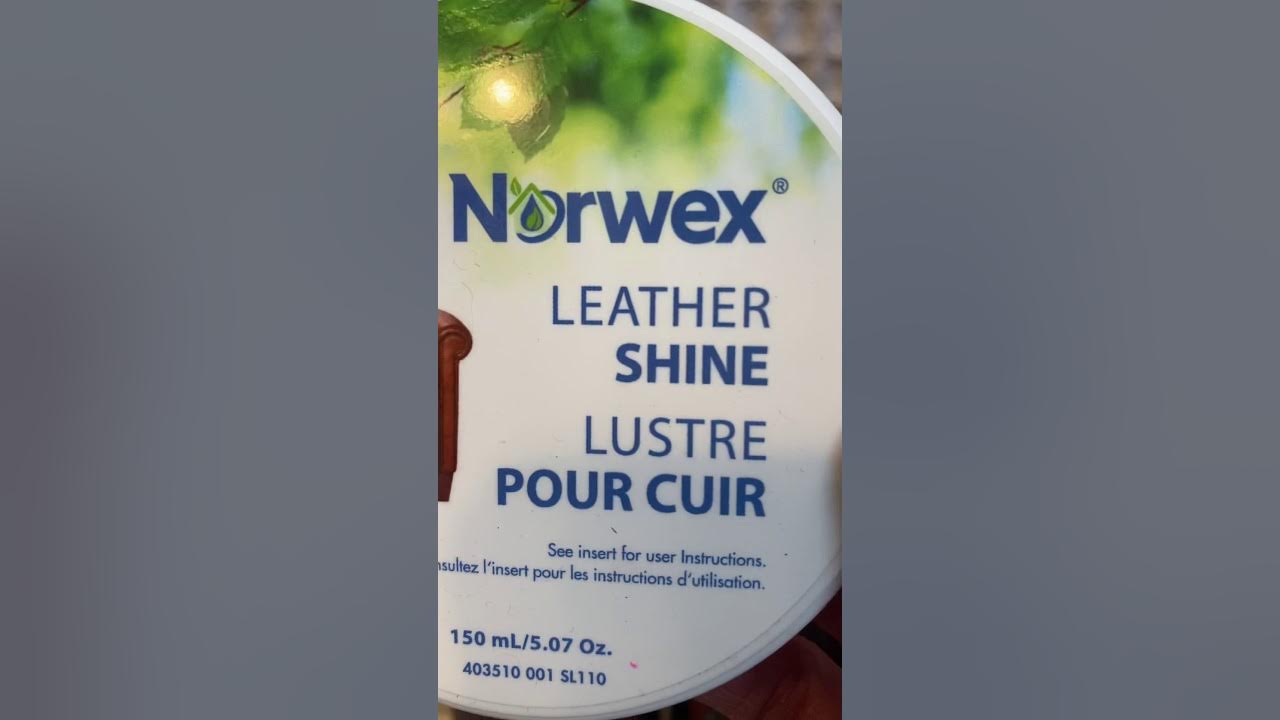 Norwex®
LEATHER
SHINE
LUSTRE
POUR CUIR
See insert for user Instructions.
l'insert pour les instructions d'utilisation.
150 mL/5.07 Oz.
403510 001 SL110